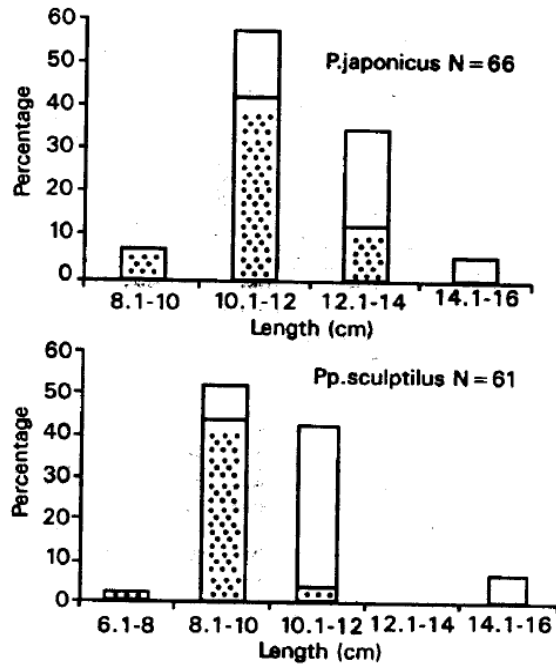 60
P.japonicus N=66
50
40
30
20
10
0
Percentage
8.1-10 10.1-12 12.1-14 14.1-16
Length (cm)
60
Pp.sculptilus N=61
50
40
30
20
10
0
Percentage
6.1-8 8.1-10 10.1-12 12.1-14 14.1-16
Length (cm)